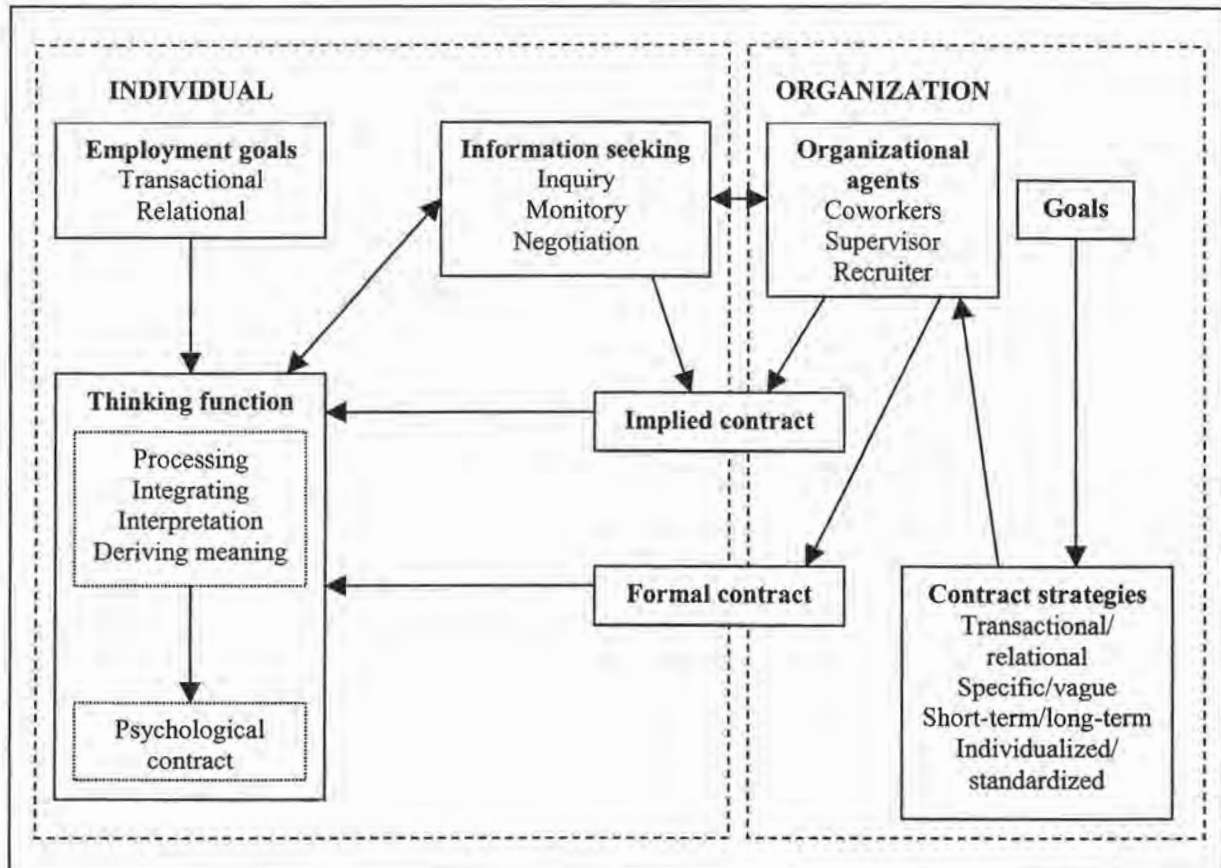 INDIVIDUAL
Employment goals
Transactional
Relational
Information seeking
Inquiry
Monitory
Negotiation
Thinking function
Processing
Integrating
Interpretation
Deriving meaning
Psychological
contract
Implied contract
Formal contract
ORGANIZATION
Organizational
agents
Coworkers
Supervisor
Recruiter
Goals
Contract strategies
Transactional/
relational
Specific/vague
Short-term/long-term
Individualized/
standardized